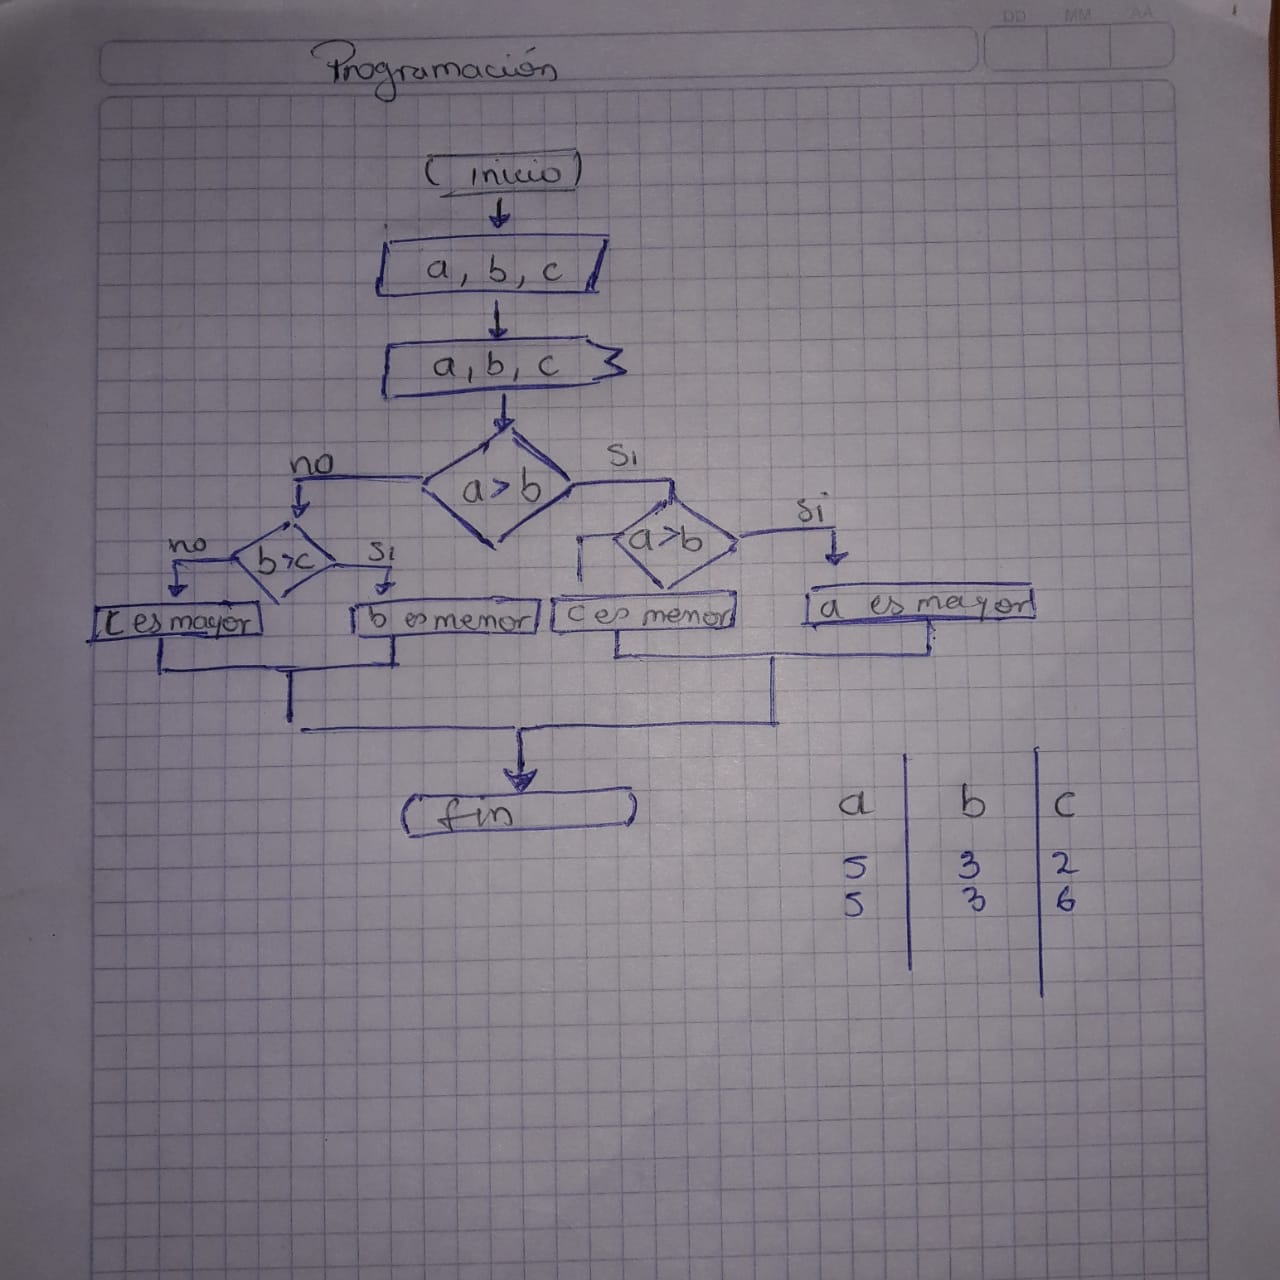 DD MM AA
Programación
inicio
a, b, c
a, b, c
a > b
no
si
b>c
no
si
a>b
si
c es mayor
b es menor
c es menor
a es mayor
fin
a b c
5 3 2
5 3 6